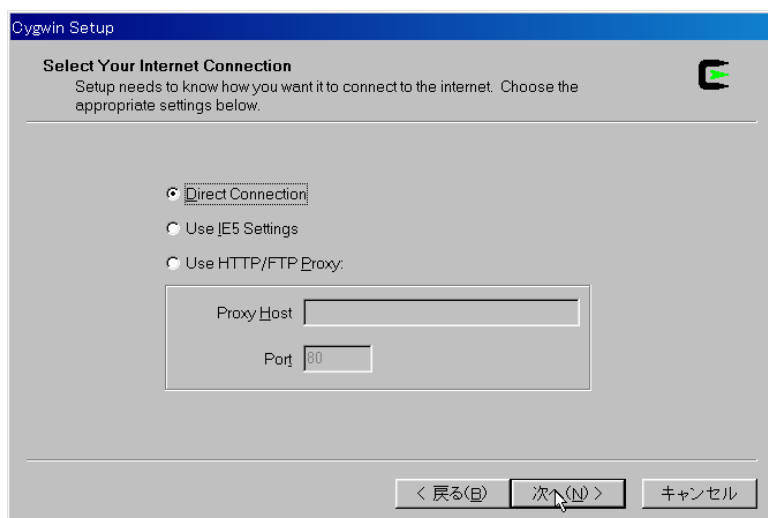 Cygwin Setup
Select Your Internet Connection
Setup needs to know how you want it to connect to the internet. Choose the
appropriate settings below.
Direct Connection
Use IE5 Settings
Use HTTP/FTP Proxy:
Proxy Host
Port 80
< 戻る(B) 次へ(N) > キャンセル